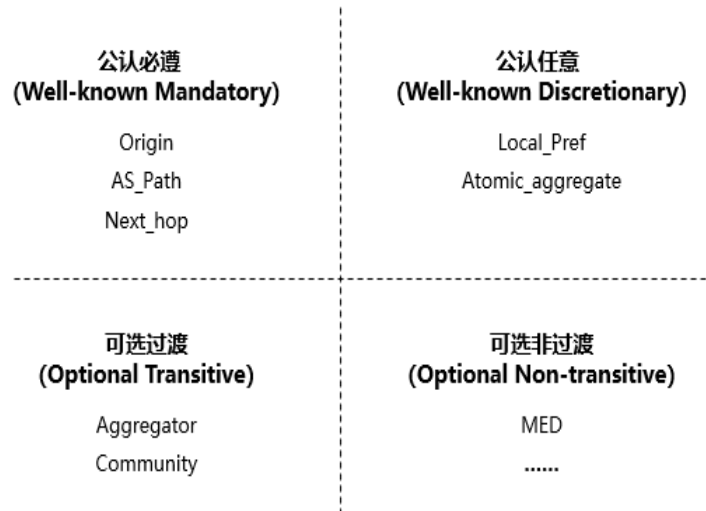 公认必遵
(Well-known Mandatory)
Origin
AS_Path
Next_hop
公认任意
(Well-known Discretionary)
Local_Pref
Atomic_aggregate
可选过渡
(Optional Transitive)
Aggregator
Community
可选非过渡
(Optional Non-transitive)
MED
......